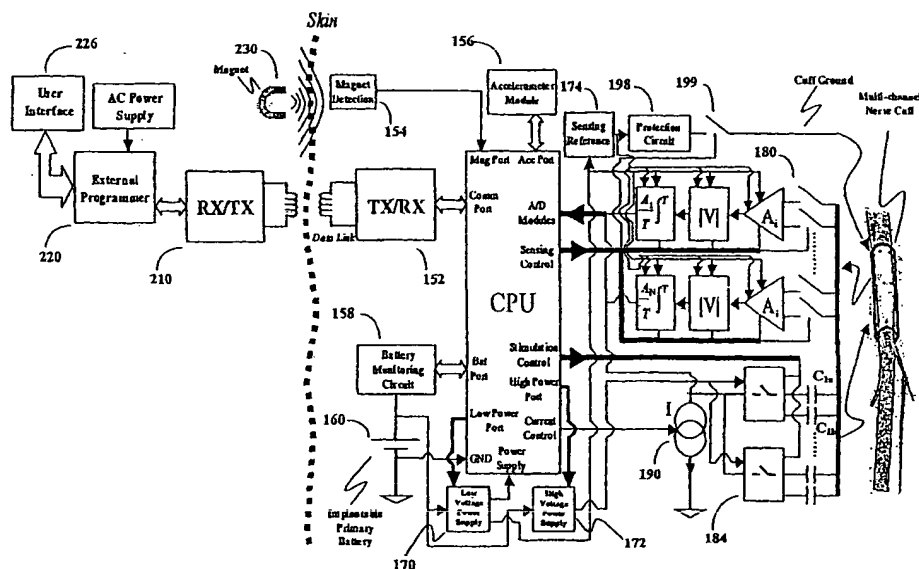 Skin
226
230
156
Magnet
174
198
199
Cuff Ground
Multi-channel
Nerve Cuff
User
Interface
AC Power
Supply
Magnet
Detection
154
Accelerometer
Module
Sensing
Reference
Protection
Circuit
180
Mag Port
Acc Port
External
Programmer
RX/TX
TX/RX
Comm
Port
A/D
Modules
Data Link
220
210
152
Sensing
Control
CPU
A_i
T
∫
T
|V|
A_i
A_N
T
∫
T
|V|
A_i
158
Battery
Monitoring
Circuit
Bat
Port
Stimulation
Control
High Power
Port
Low Power
Port
Current
Control
160
GND
Power
Supply
I
190
C
C
184
Implantable
Primary
Battery
Low
Voltage
Power
Supply
High
Voltage
Power
Supply
170
172